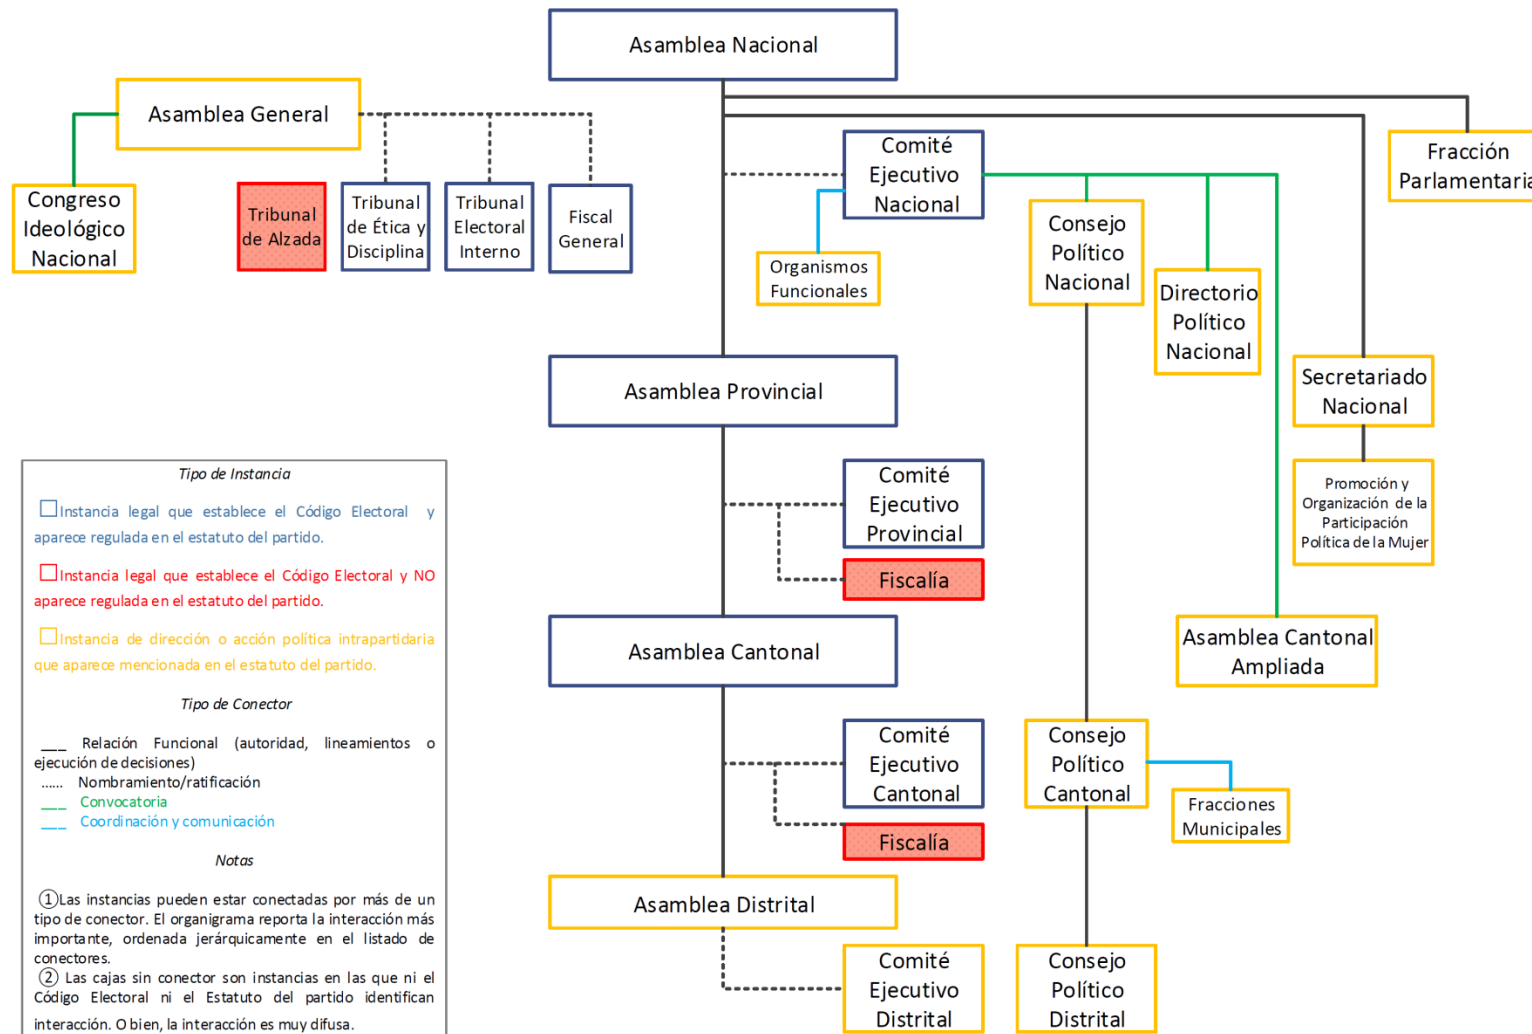 Asamblea Nacional
Asamblea General
Congreso
Ideológico
Nacional
Tribunal
de Alzada
Tribunal
de Ética y
Disciplina
Tribunal
Electoral
Interno
Fiscal
General
Comité
Ejecutivo
Nacional
Organismos
Funcionales
Consejo
Político
Nacional
Directorio
Político
Nacional
Fracción
Parlamentaria
Secretariado
Nacional
Promoción y
Organización de la
Participación
Política de la Mujer
Asamblea Provincial
Comité
Ejecutivo
Provincial
Fiscalía
Asamblea Cantonal
Asamblea Cantonal
Ampliada
Comité
Ejecutivo
Cantonal
Fiscalía
Consejo
Político
Cantonal
Fracciones
Municipales
Asamblea Distrital
Comité
Ejecutivo
Distrital
Consejo
Político
Distrital
Tipo de Instancia
Instancia legal que establece el Código Electoral y
aparece regulada en el estatuto del partido.
Instancia legal que establece el Código Electoral y NO
aparece regulada en el estatuto del partido.
Instancia de dirección o acción política intrapartidaria
que aparece mencionada en el estatuto del partido.
Tipo de Conector
___ Relación Funcional (autoridad, lineamientos o
ejecución de decisiones)
...... Nombramiento/ratificación
___ Convocatoria
___ Coordinación y comunicación
Notas
①Las instancias pueden estar conectadas por más de un
tipo de conector. El organigrama reporta la interacción más
importante, ordenada jerárquicamente en el listado de
conectores.
② Las cajas sin conector son instancias en las que ni el
Código Electoral ni el Estatuto del partido identifican
interacción. O bien, la interacción es muy difusa.